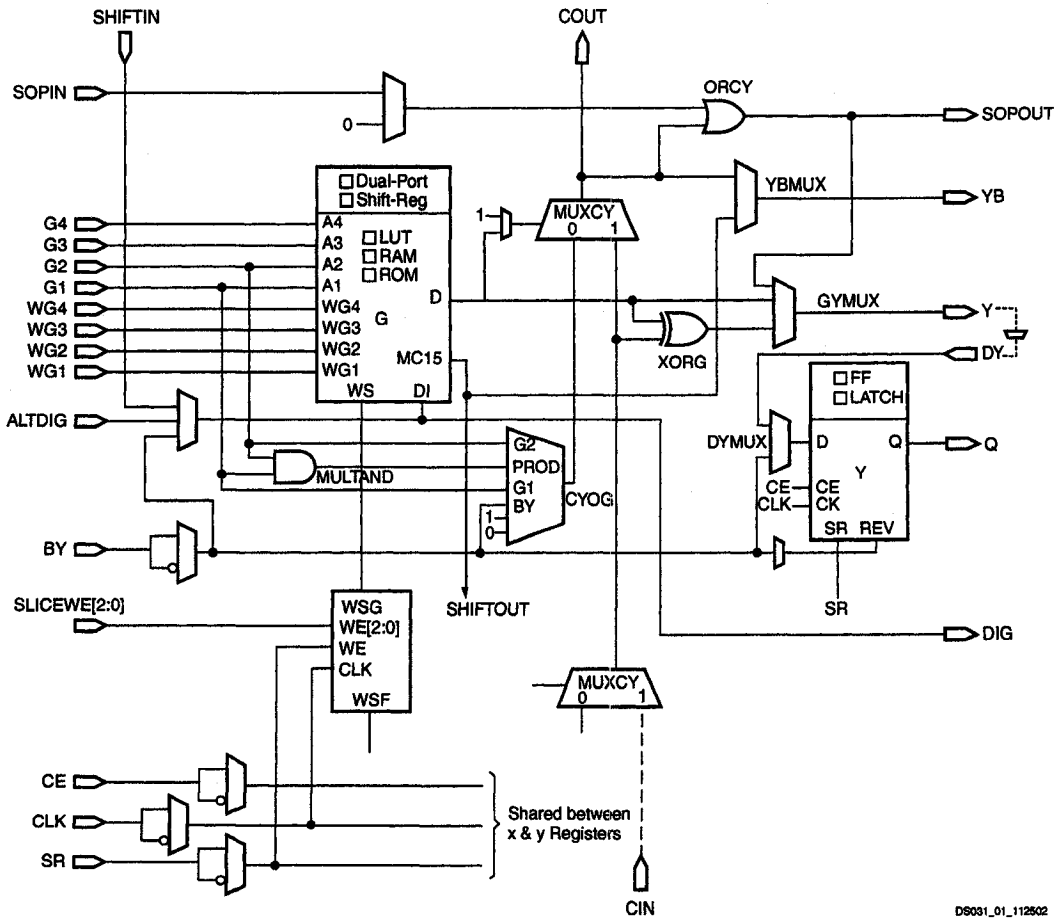 SHIFTIN
COUT
SOPIN
0
ORCY
SOPOUT
Dual-Port
Shift-Reg
G4
G3
G2
G1
WG4
WG3
WG2
WG1
A4
A3
A2
A1
WG4
WG3
WG2
WG1
LUT
RAM
ROM
G
D
MC15
WS
DI
1
MUXCY
0 1
YBMUX
YB
GYMUX
Y
XORG
DY
FF
LATCH
DYMUX
D
Q
Q
Y
CE
CE
CLK
CK
SR REV
SR
ALTDIG
MULTAND
G2
PROD
G1
BY
1
0
CYOG
BY
SHIFTOUT
DIG
SLICEWE[2:0]
WSG
WE[2:0]
WE
CLK
WSF
MUXCY
0 1
CE
CLK
SR
Shared between
x & y Registers
CIN
DS031_01_112502